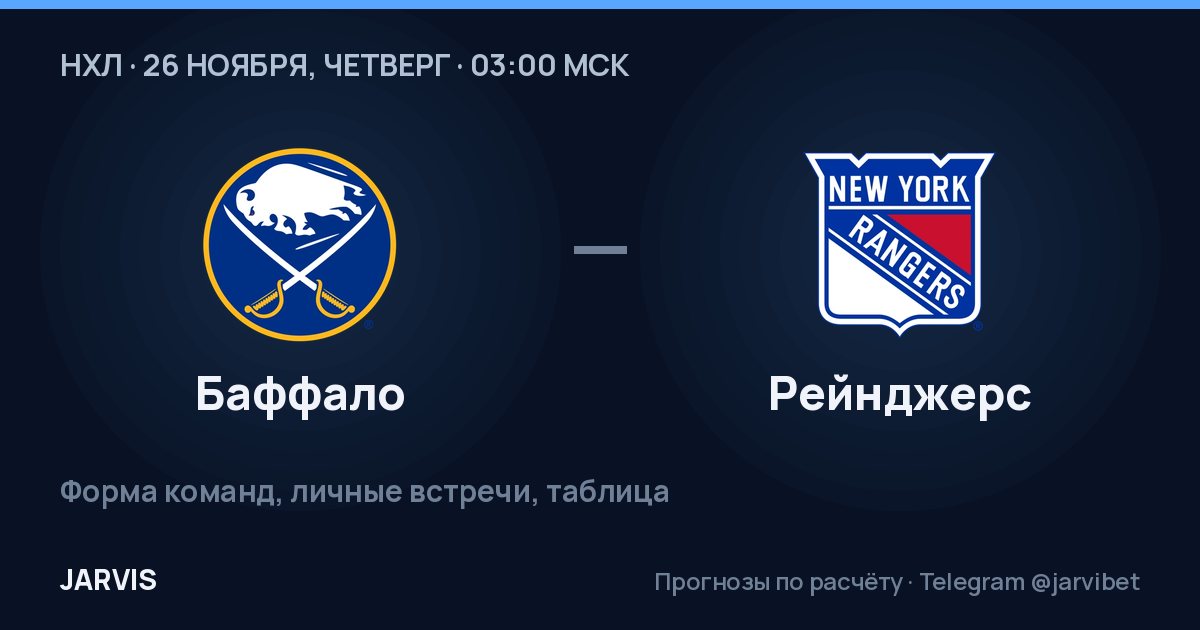 НХЛ · 26 НОЯБРЯ, ЧЕТВЕРГ · 03:00 МСК
NEW YORK
RANGERS
®
®
–
Баффало
Рейнджерс
Форма команд, личные встречи, таблица
JARVIS
Прогнозы по расчёту · Telegram @jarvibet